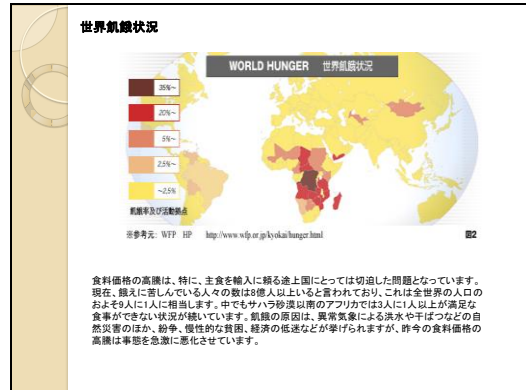 世界飢餓状況
WORLD HUNGER 世界飢餓状況
35%~
20%~
5%~
2.5%~
~2.5%
飢餓率及び活動拠点
※参考元: WFP HP http://www.wfp.or.jp/kyokai/hunger.html 図2
食料価格の高騰は、特に、主食を輸入に頼る途上国にとっては切迫した問題となっています。
現在、餓えに苦しんでいる人々の数は8億人以上いると言われており、これは全世界の人口の
およそ9人に1人に相当します。中でもサハラ砂漠以南のアフリカでは3人に1人以上が満足な
食事ができない状況が続いています。飢餓の原因は、異常気象による洪水や干ばつなどの自
然災害のほか、紛争、慢性的な貧困、経済の低迷などが挙げられますが、昨今の食料価格の
高騰は事態を急激に悪化させています。